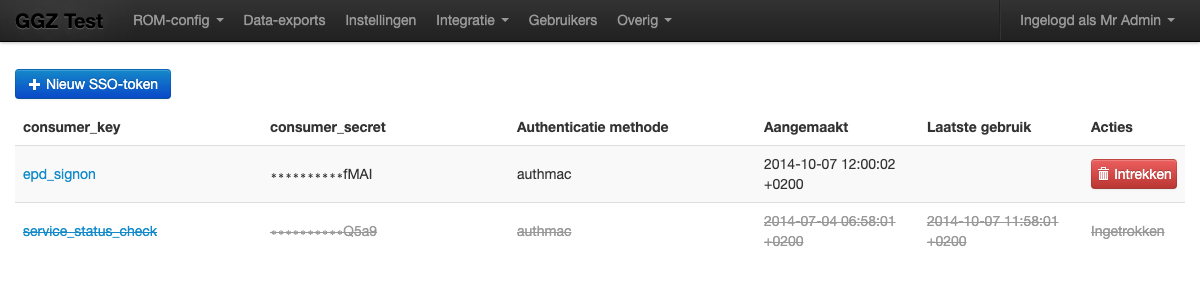 GGZ Test ROM-config Data-exports Instellingen Integratie Gebruikers Overig Ingelogd als Mr Admin
Nieuw SSO-token
consumer_key consumer_secret Authenticatie methode Aangemaakt Laatste gebruik Acties
epd_signon **********fMAI authmac 2014-10-07 12:00:02 +0200 Intrekken
service_status_check **********Q5a9 authmac 2014-07-04 06:58:01 +0200 2014-10-07 11:58:01 +0200 Ingetrokken